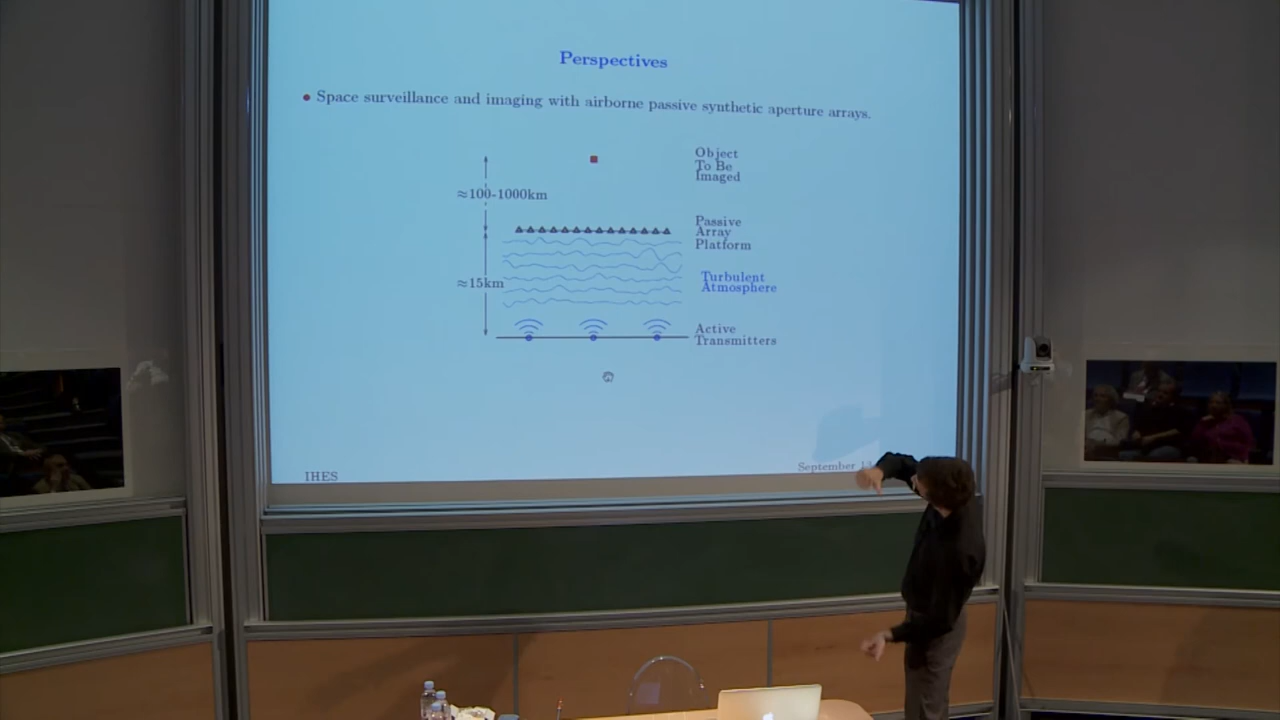 Perspectives
• Space surveillance and imaging with airborne passive synthetic aperture arrays.
Object
To Be
Imaged
≈100-1000km
Passive
Array
Platform
≈15km
Turbulent
Atmosphere
Active
Transmitters
IHES
September